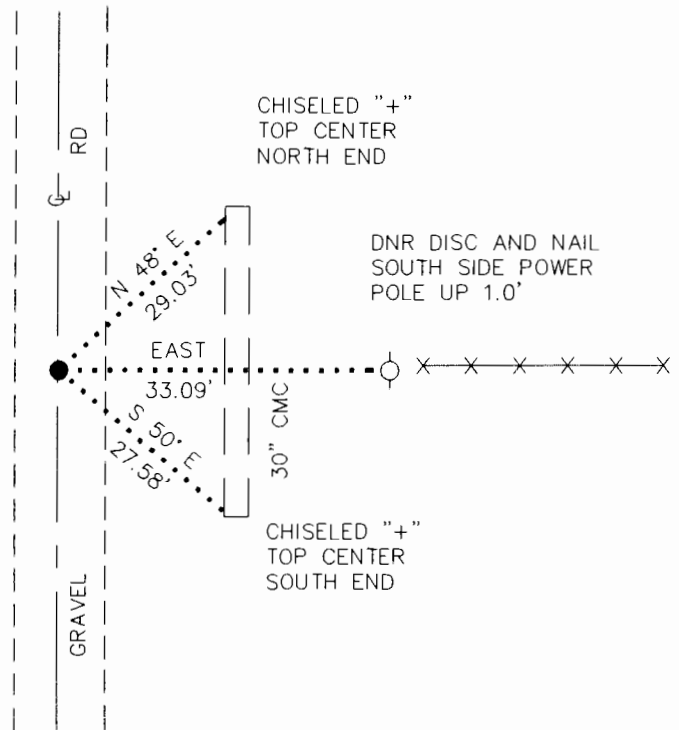 CHISELED "+"
TOP CENTER
NORTH END
RD
℄
DNR DISC AND NAIL
SOUTH SIDE POWER
POLE UP 1.0'
N 48° E
29.03'
EAST
33.09'
S 50° E
27.58'
30" CMC
CHISELED "+"
TOP CENTER
SOUTH END
GRAVEL